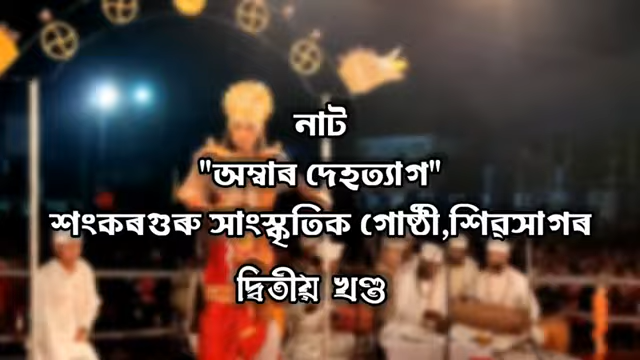 নাট
"অম্বাৰ দেহত্যাগ"
শংকৰগুৰু সাংস্কৃতিক গোষ্ঠী,শিৱসাগৰ
দ্বিতীয় খণ্ড